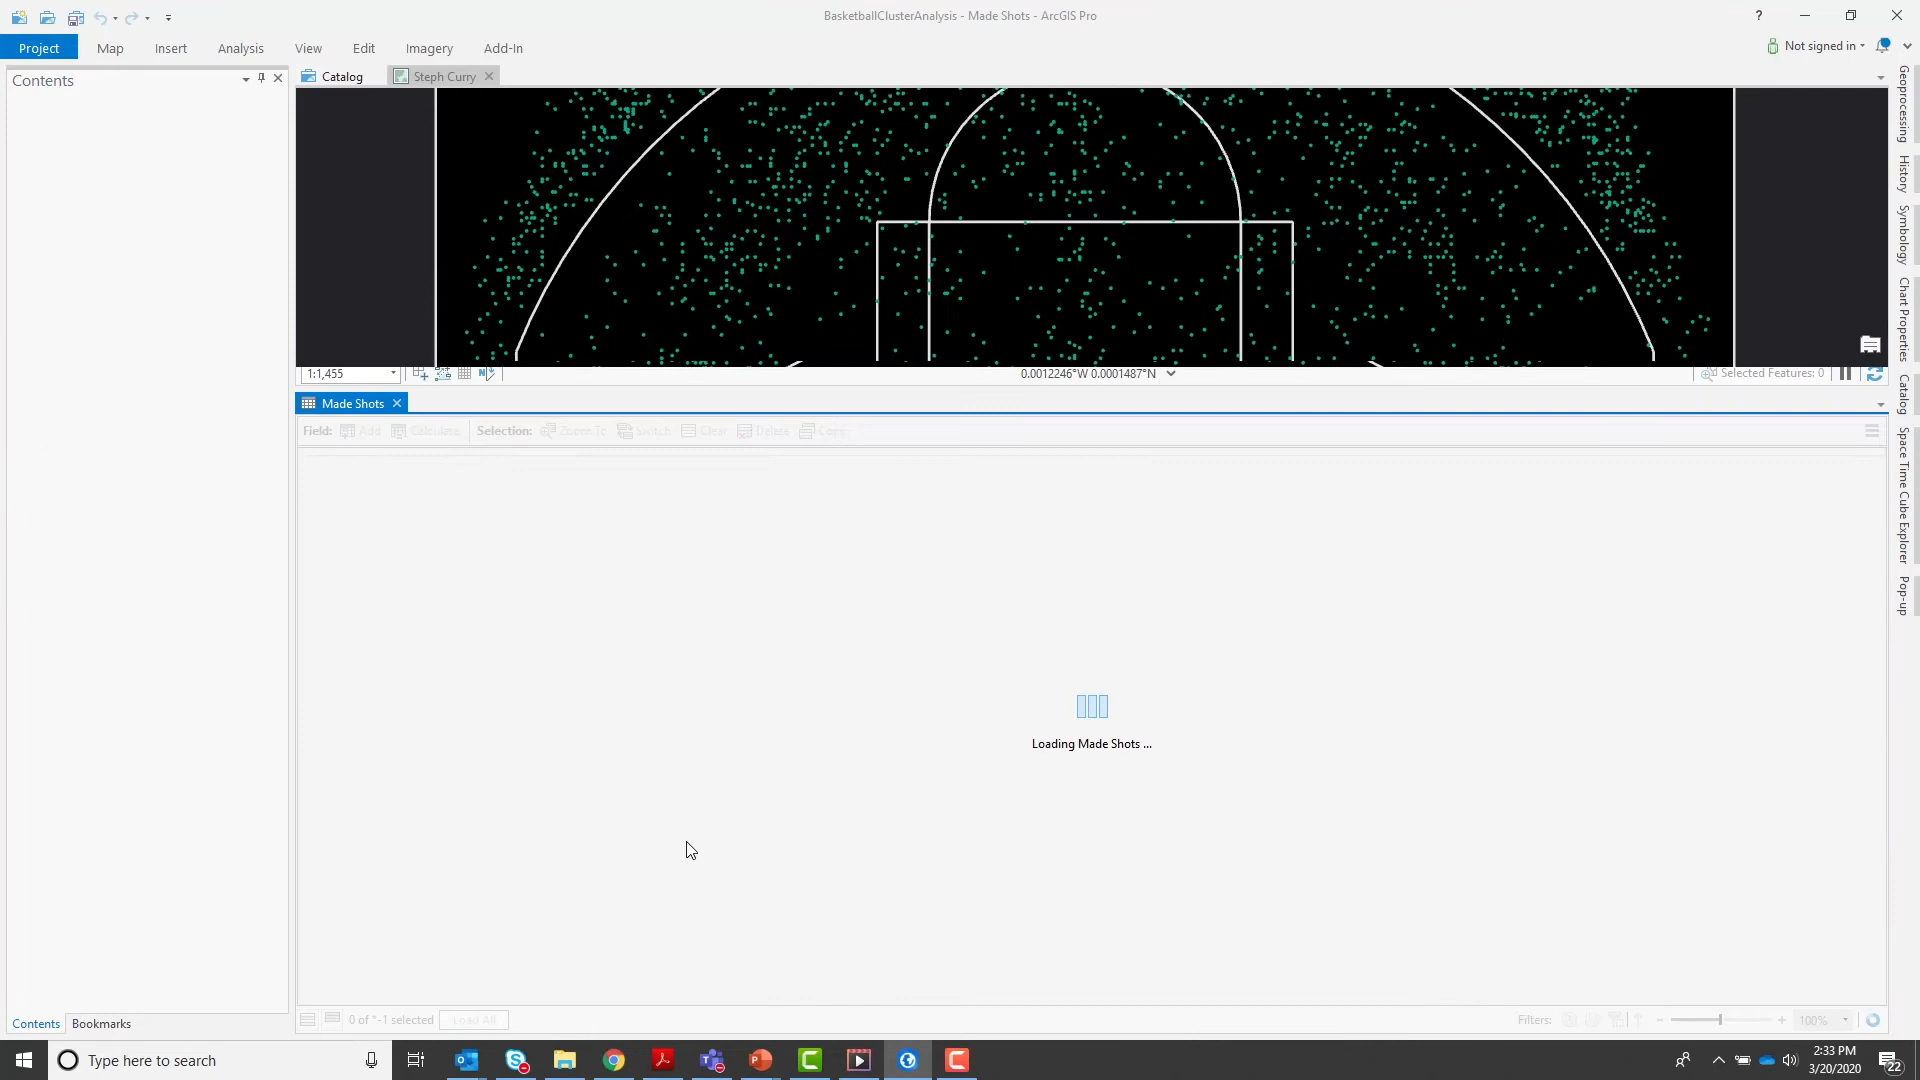 BasketballClusterAnalysis - Made Shots - ArcGIS Pro
?
Project Map Insert Analysis View Edit Imagery Add-In
Not signed in
Contents
Catalog
Steph Curry
1:1,455
0.0012246°W 0.0001487°N
Selected Features: 0
Made Shots
Field: Add Calculate Selection: Zoom To Switch Clear Delete Copy
Loading Made Shots ...
0 of *-1 selected
Load All
Filters:
100%
Contents
Bookmarks
Geoprocessing
History
Symbology
Chart Properties
Catalog
Space Time Cube Explorer
Pop-up
Type here to search
2:33 PM
3/20/2020
22